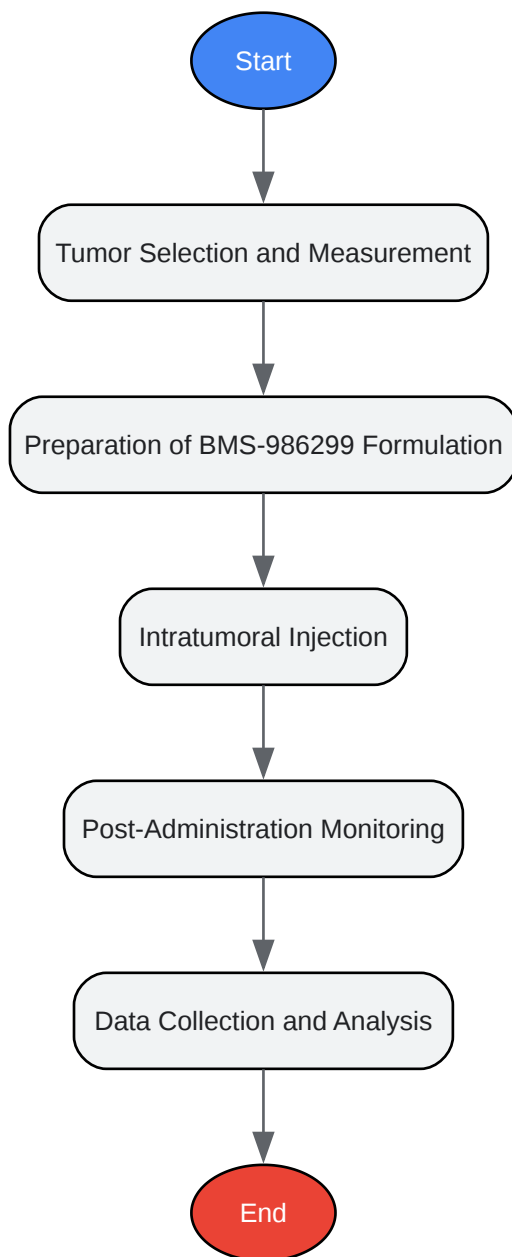 Start
Tumor Selection and Measurement
Preparation of BMS-986299 Formulation
Intratumoral Injection
Post-Administration Monitoring
Data Collection and Analysis
End